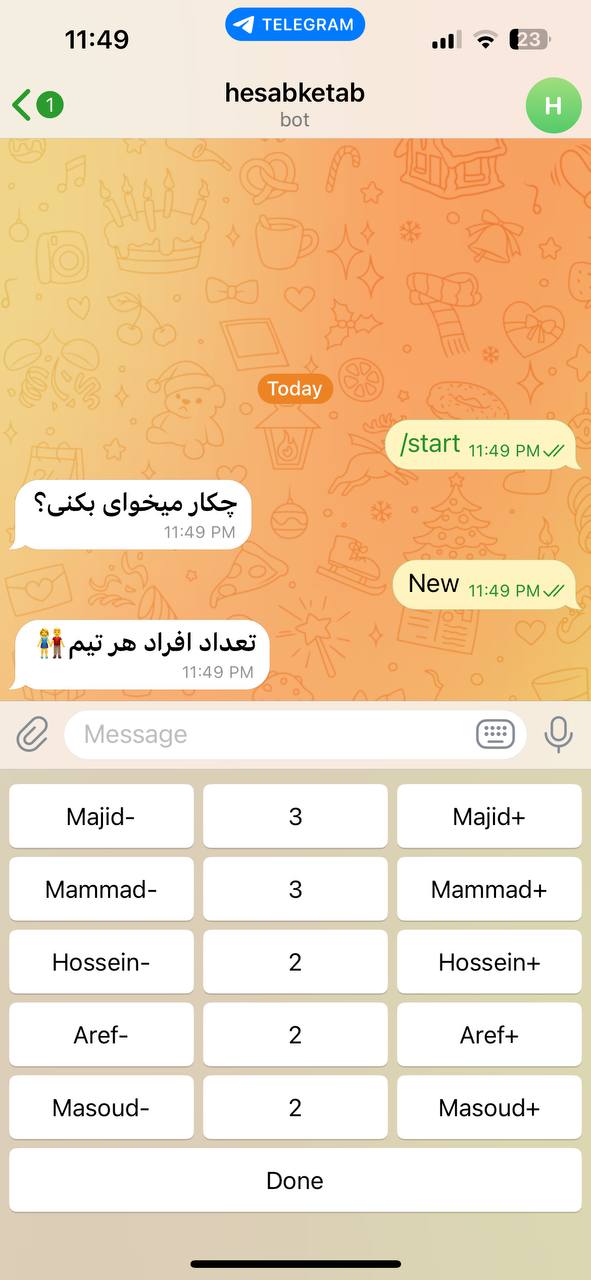 11:49
TELEGRAM
23
1
hesabketab
bot
H
Today
/start 11:49 PM
چکار میخوای بکنی؟
11:49 PM
New 11:49 PM
تعداد افراد هر تیم👫
11:49 PM
Message
Majid- 3 Majid+
Mammad- 3 Mammad+
Hossein- 2 Hossein+
Aref- 2 Aref+
Masoud- 2 Masoud+
Done